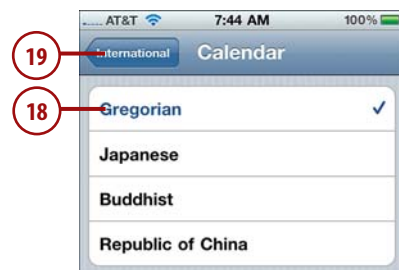 ..... AT&T 7:44 AM 100%
19 International Calendar
18 Gregorian ✓
Japanese
Buddhist
Republic of China